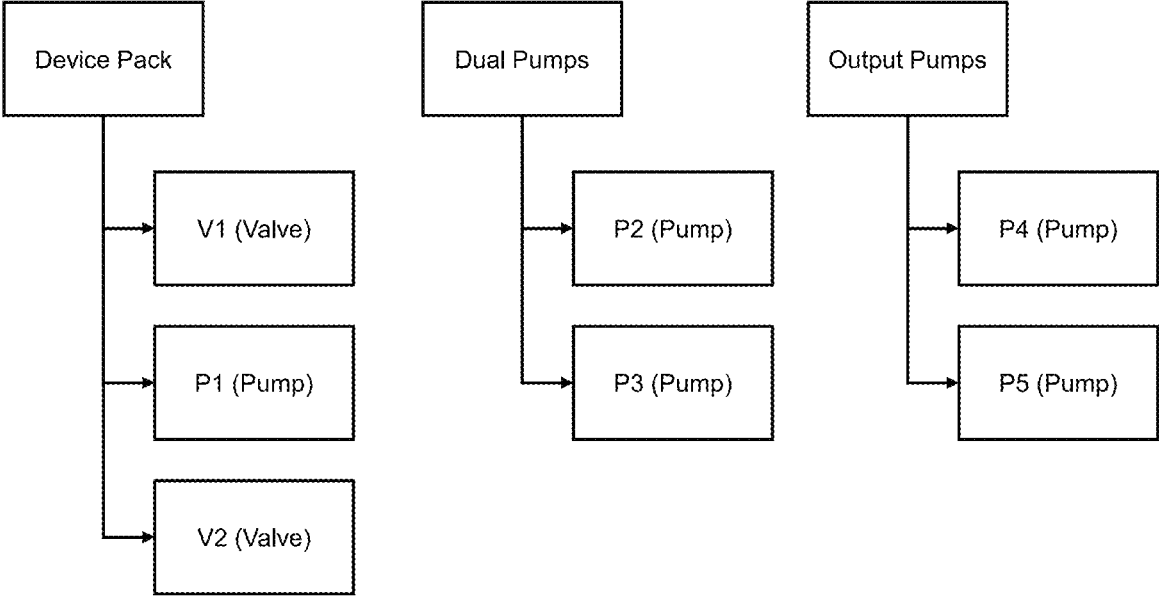 Device Pack
V1 (Valve)
P1 (Pump)
V2 (Valve)
Dual Pumps
P2 (Pump)
P3 (Pump)
Output Pumps
P4 (Pump)
P5 (Pump)